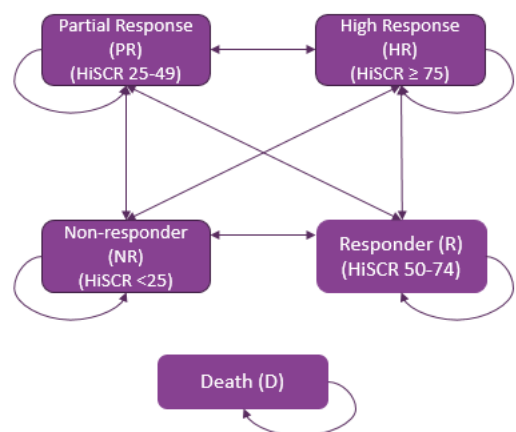 Partial Response
(PR)
(HiSCR 25-49)
High Response
(HR)
(HiSCR ≥ 75)
Non-responder
(NR)
(HiSCR <25)
Responder (R)
(HiSCR 50-74)
Death (D)